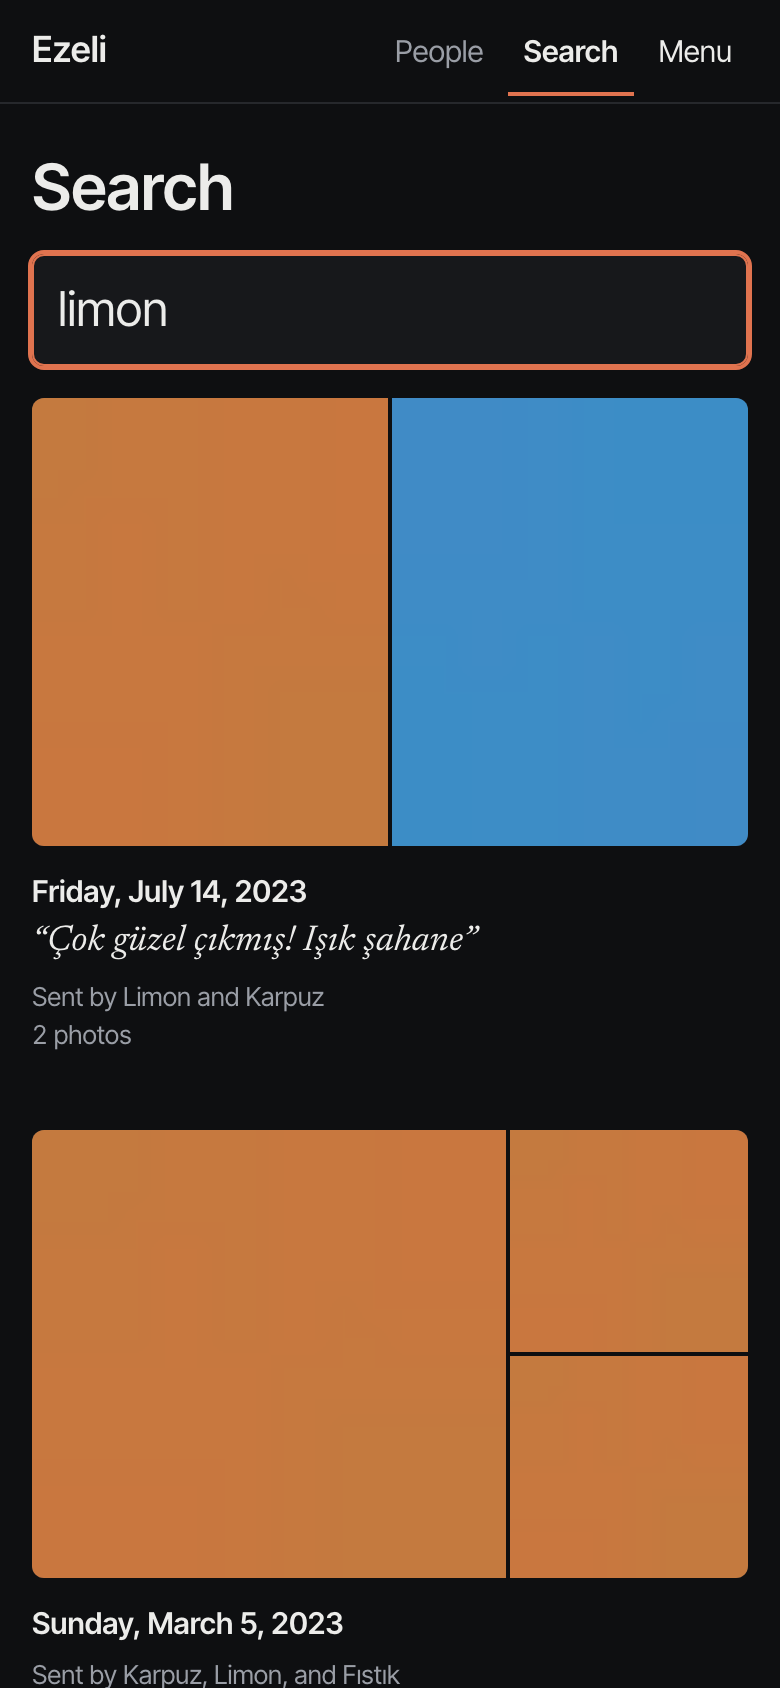 Ezeli
People
Search
Menu
Search
limon
Friday, July 14, 2023
“Çok güzel çıkmış! Işık şahane”
Sent by Limon and Karpuz
2 photos
Sunday, March 5, 2023
Sent by Karpuz, Limon, and Fıstık